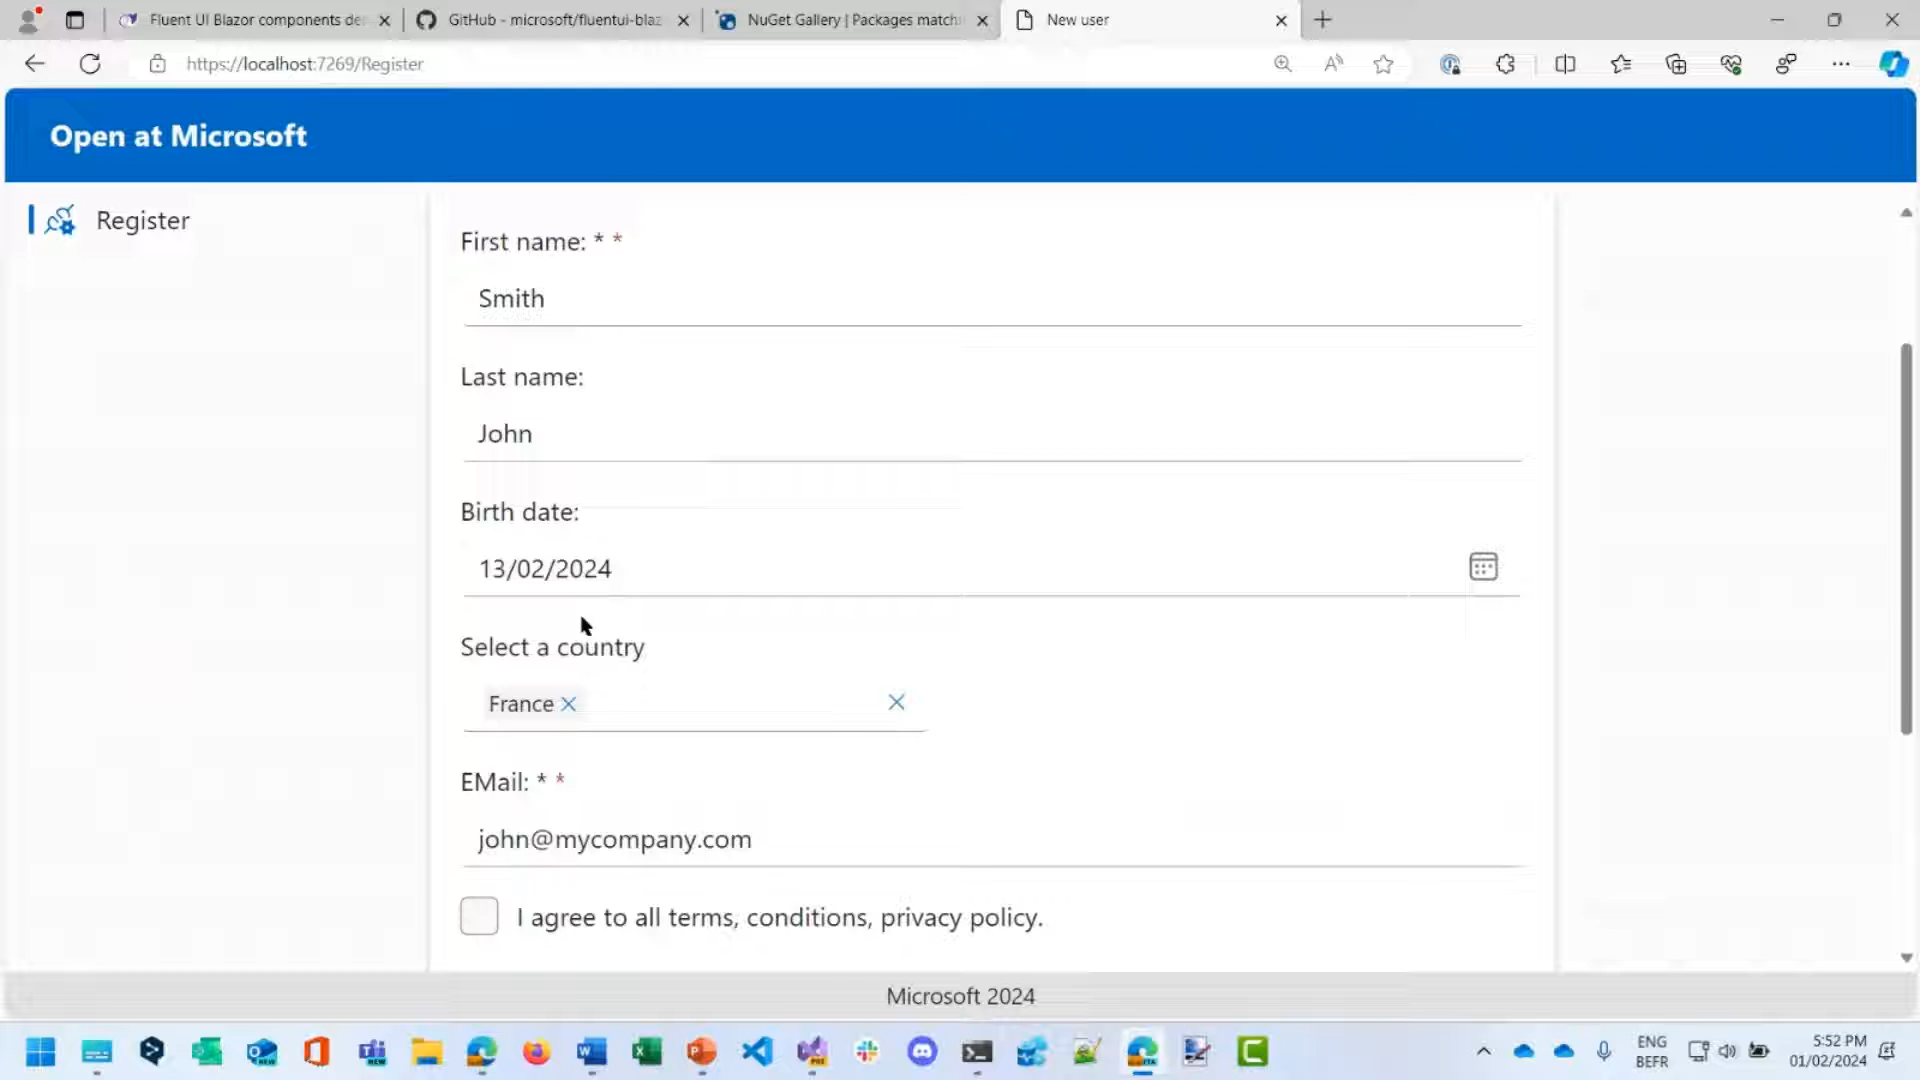 Fluent UI Blazor components de
GitHub - microsoft/fluentui-blaz
NuGet Gallery | Packages match
New user
https://localhost:7269/Register
Open at Microsoft
Register
First name: * *
Smith
Last name:
John
Birth date:
13/02/2024
Select a country
France
EMail: * *
john@mycompany.com
I agree to all terms, conditions, privacy policy.
Microsoft 2024
ENG
BEFR
5:52 PM
01/02/2024